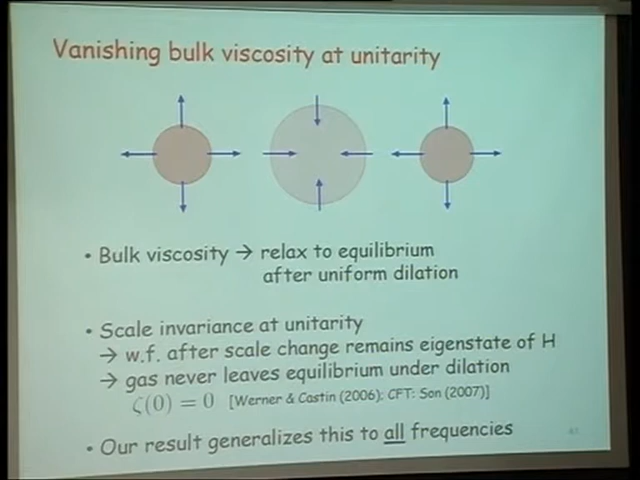 Vanishing bulk viscosity at unitarity
• Bulk viscosity → relax to equilibrium
after uniform dilation
• Scale invariance at unitarity
→ w.f. after scale change remains eigenstate of H
→ gas never leaves equilibrium under dilation
ζ(0) = 0 [Werner & Castin (2006); CFT: Son (2007)]
• Our result generalizes this to all frequencies